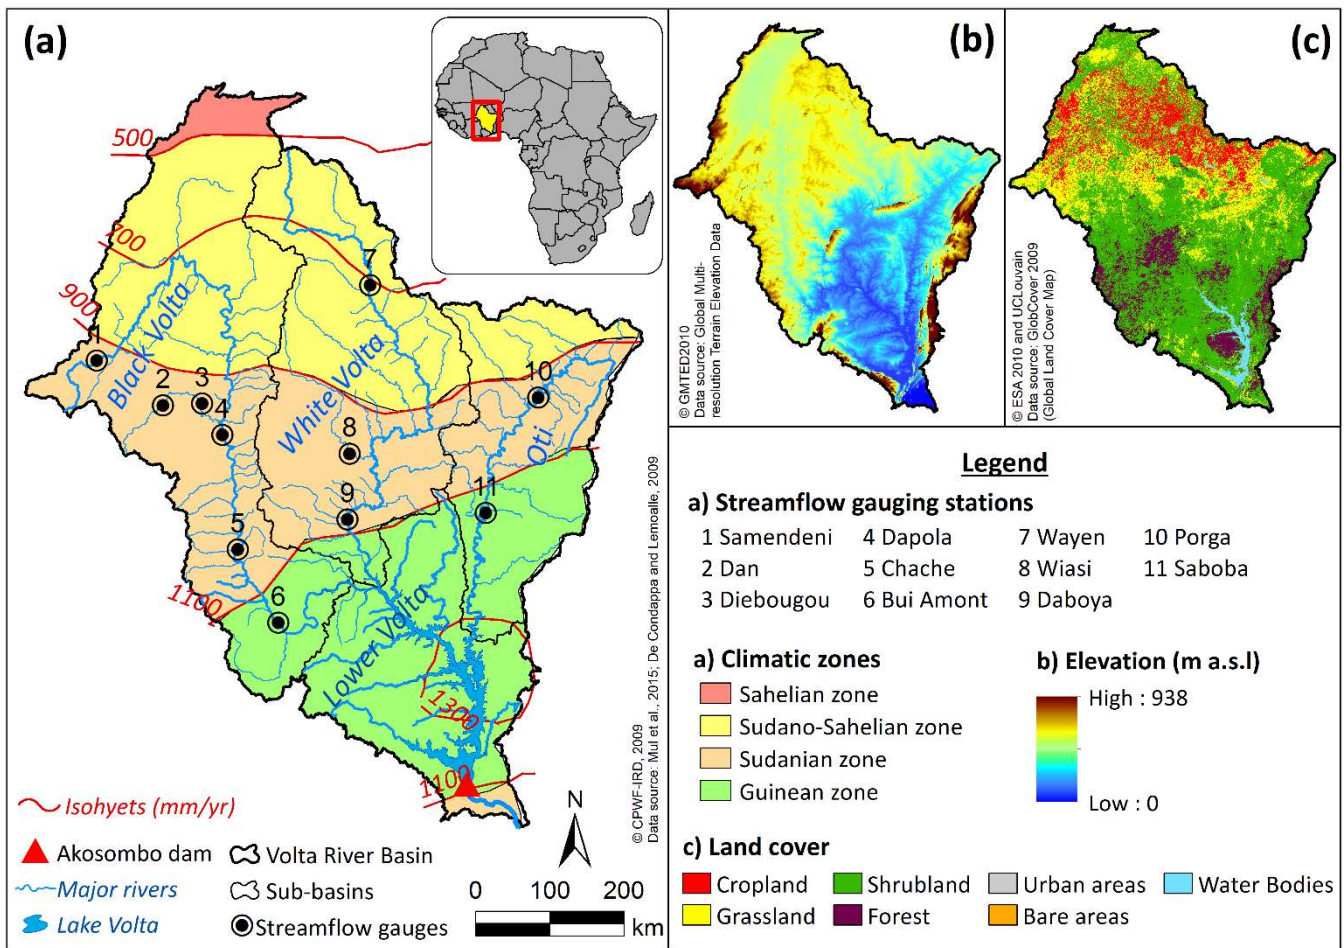 (a)
500
700
900
1
2
3
4
5
6
7
8
9
10
11
Black Volta
White Volta
Oti
Lower Volta
1100
1300
1100
© CPWF-IRD, 2009
Data source: Mul et al., 2015; De Condappa and Lemoalle, 2009
Isohyets (mm/yr)
Akosombo dam
Volta River Basin
Major rivers
Sub-basins
Lake Volta
Streamflow gauges
N
0 100 200
km
(b)
© GMTED2010
Data source: Global Multi-
resolution Terrain Elevation Data
(c)
© ESA 2010 and UCLouvain
Data source: GlobCover 2009
(Global Land Cover Map)
Legend
a) Streamflow gauging stations
1 Samendeni 4 Dapola 7 Wayen 10 Porga
2 Dan 5 Chache 8 Wiasi 11 Saboba
3 Diebougou 6 Bui Amont 9 Daboya
a) Climatic zones
Sahelian zone
Sudano-Sahelian zone
Sudanian zone
Guinean zone
b) Elevation (m a.s.l)
High : 938
Low : 0
c) Land cover
Cropland Shrubland Urban areas Water Bodies
Grassland Forest Bare areas